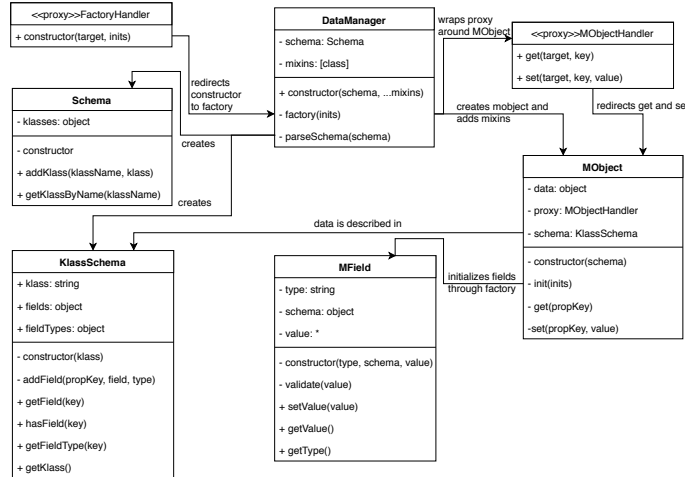 <<proxy>>FactoryHandler
+ constructor(target, inits)
redirects
constructor
to factory
DataManager
- schema: Schema
- mixins: [class]
+ constructor(schema, ...mixins)
- factory(inits)
- parseSchema(schema)
wraps proxy
around MObject
<<proxy>>MObjectHandler
+ get(target, key)
+ set(target, key, value)
redirects get and se
creates mobject and
adds mixins
Schema
- klasses: object
- constructor
+ addKlass(klassName, klass)
+ getKlassByName(klassName)
creates
creates
MObject
- data: object
- proxy: MObjectHandler
- schema: KlassSchema
- constructor(schema)
- init(inits)
- get(propKey)
-set(propKey, value)
data is described in
initializes fields
through factory
KlassSchema
+ klass: string
+ fields: object
+ fieldTypes: object
- constructor(klass)
- addField(propKey, field, type)
+ getField(key)
+ hasField(key)
+ getFieldType(key)
+ getKlass()
MField
- type: string
- schema: object
- value: *
- constructor(type, schema, value)
- validate(value)
+ setValue(value)
+ getValue()
+ getType()